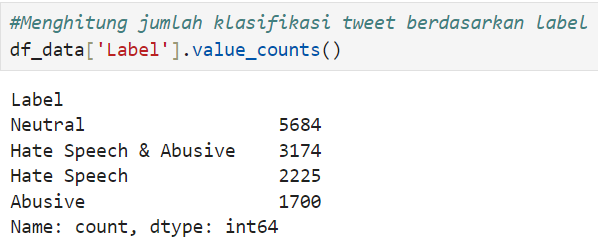 #Menghitung jumlah klasifikasi tweet berdasarkan label
df_data['Label'].value_counts()
Label
Neutral                  5684
Hate Speech & Abusive    3174
Hate Speech              2225
Abusive                  1700
Name: count, dtype: int64